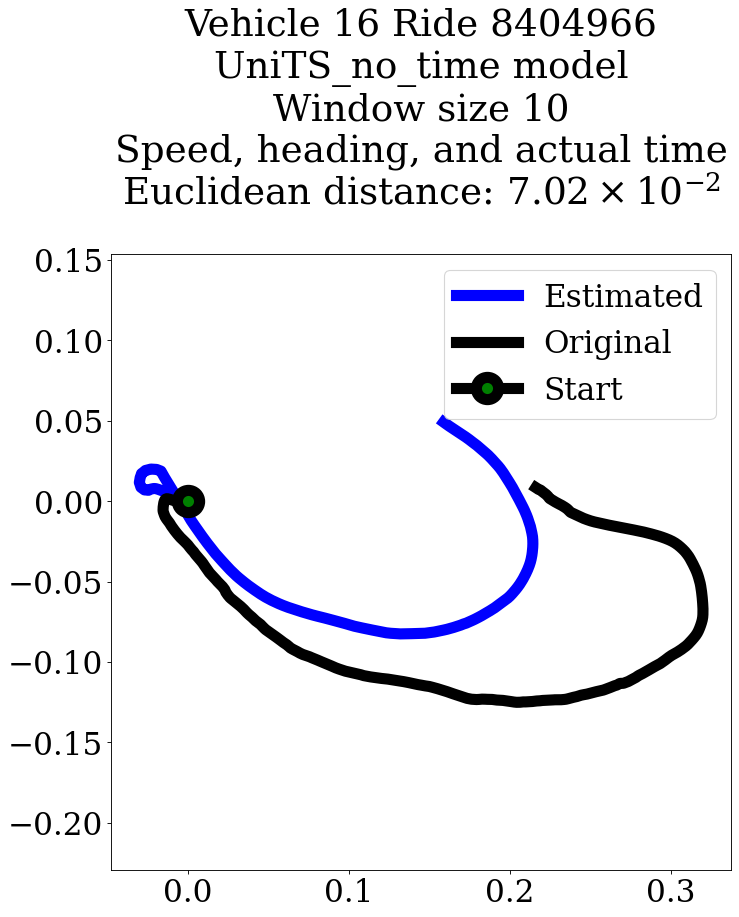 Vehicle 16 Ride 8404966
UniTS_no_time model
Window size 10
Speed, heading, and actual time
Euclidean distance: 7.02 × 10⁻²
Estimated
Original
Start
0.15
0.10
0.05
0.00
−0.05
−0.10
−0.15
−0.20
0.0 0.1 0.2 0.3